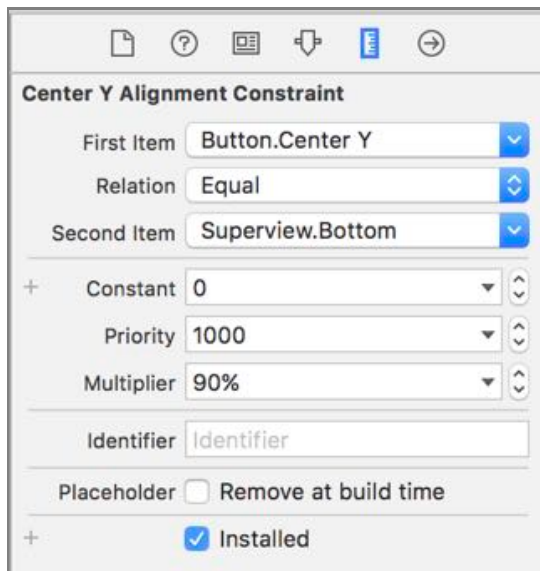 Center Y Alignment Constraint
First Item Button.Center Y
Relation Equal
Second Item Superview.Bottom
+ Constant 0
Priority 1000
Multiplier 90%
Identifier Identifier
Placeholder Remove at build time
+ Installed